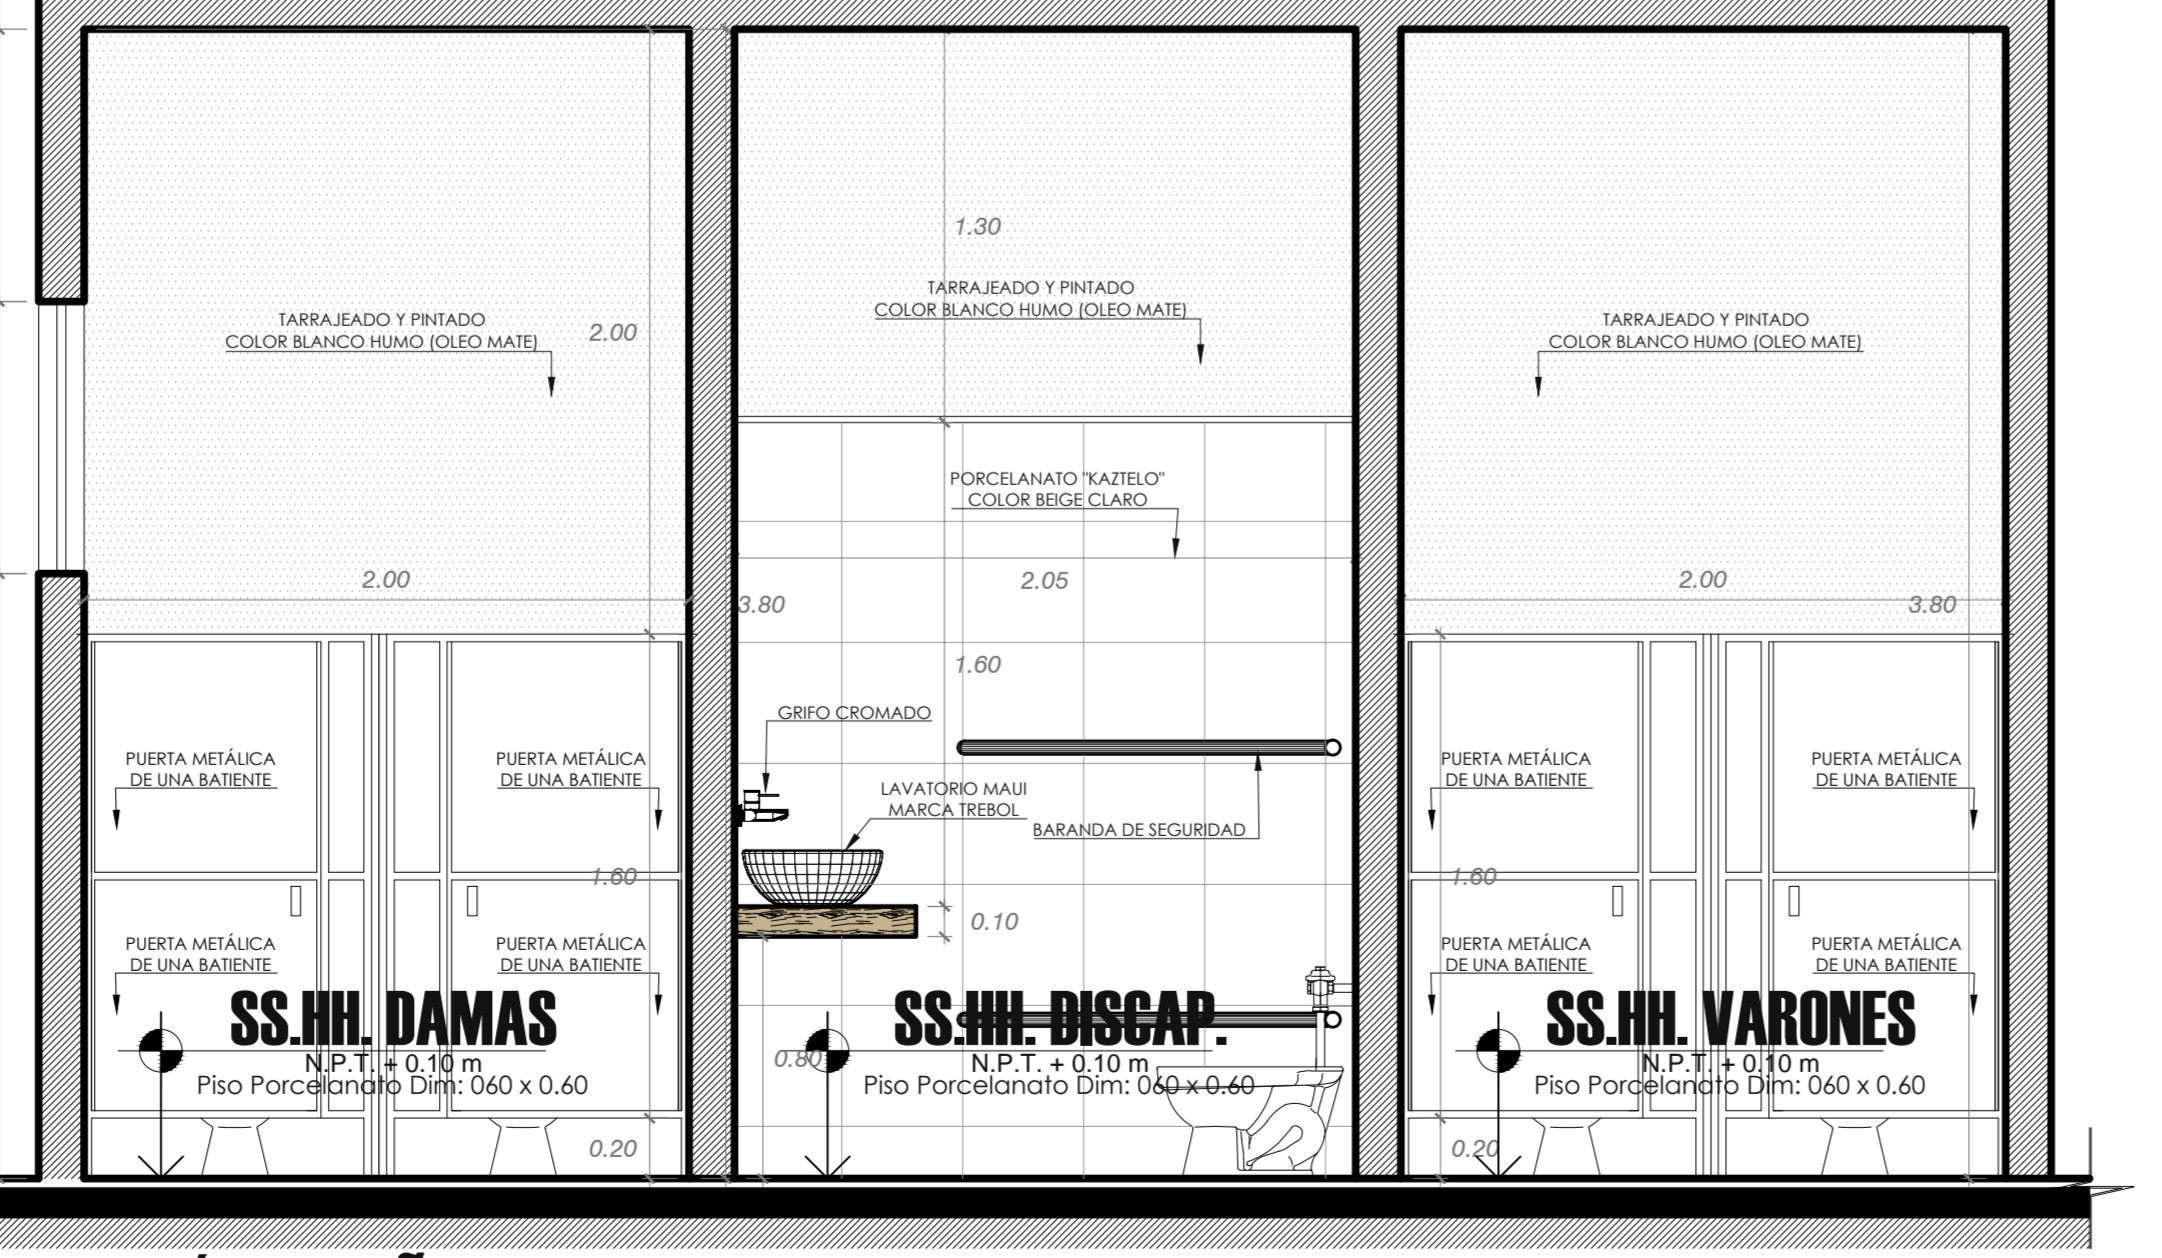 1.30
TARRAJEADO Y PINTADO
COLOR BLANCO HUMO (OLEO MATE)
TARRAJEADO Y PINTADO
COLOR BLANCO HUMO (OLEO MATE)
2.00
TARRAJEADO Y PINTADO
COLOR BLANCO HUMO (OLEO MATE)
PORCELANATO "KAZTELO"
COLOR BEIGE CLARO
2.00
2.05
2.00
3.80
3.80
1.60
GRIFO CROMADO
PUERTA METÁLICA
DE UNA BATIENTE
PUERTA METÁLICA
DE UNA BATIENTE
LAVATORIO MAUI
MARCA TREBOL
BARANDA DE SEGURIDAD
PUERTA METÁLICA
DE UNA BATIENTE
PUERTA METÁLICA
DE UNA BATIENTE
1.60
1.60
0.10
PUERTA METÁLICA
DE UNA BATIENTE
PUERTA METÁLICA
DE UNA BATIENTE
PUERTA METÁLICA
DE UNA BATIENTE
PUERTA METÁLICA
DE UNA BATIENTE
SS.HH. DAMAS
N.P.T. + 0.10 m
Piso Porcelanato Dim: 060 x 0.60
0.80
SS.HH. DISCAP.
N.P.T. + 0.10 m
Piso Porcelanato Dim: 060 x 0.60
SS.HH. VARONES
N.P.T. + 0.10 m
Piso Porcelanato Dim: 060 x 0.60
0.20
0.20